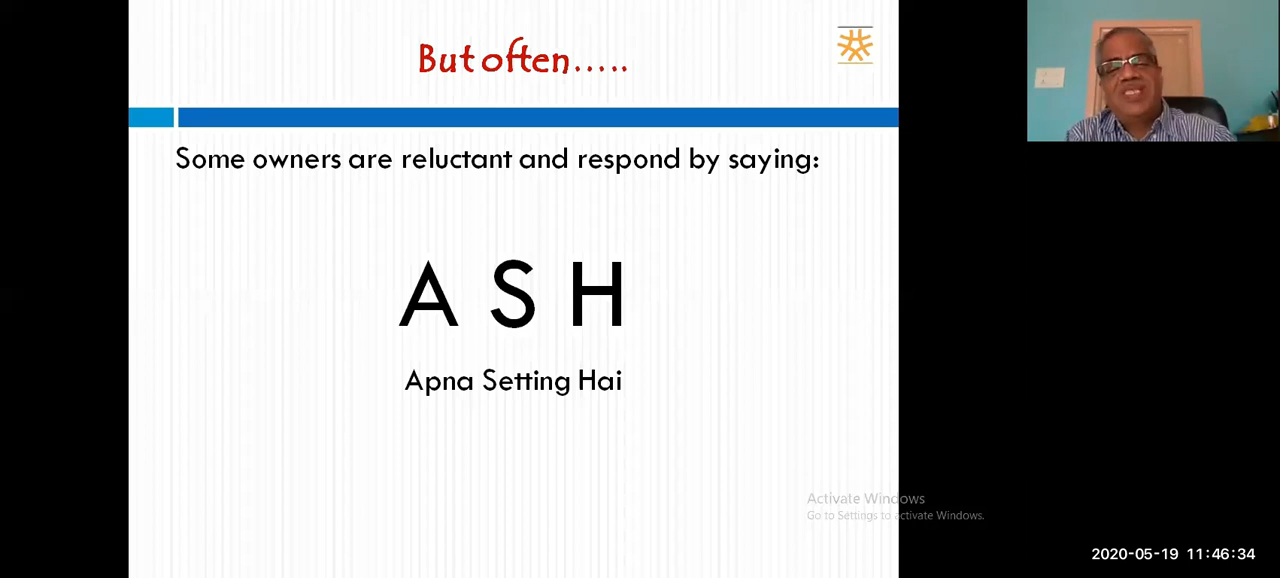 But often.....
Some owners are reluctant and respond by saying:
A S H
Apna Setting Hai
Activate Windows
Go to Settings to activate Windows.
2020-05-19 11:46:34